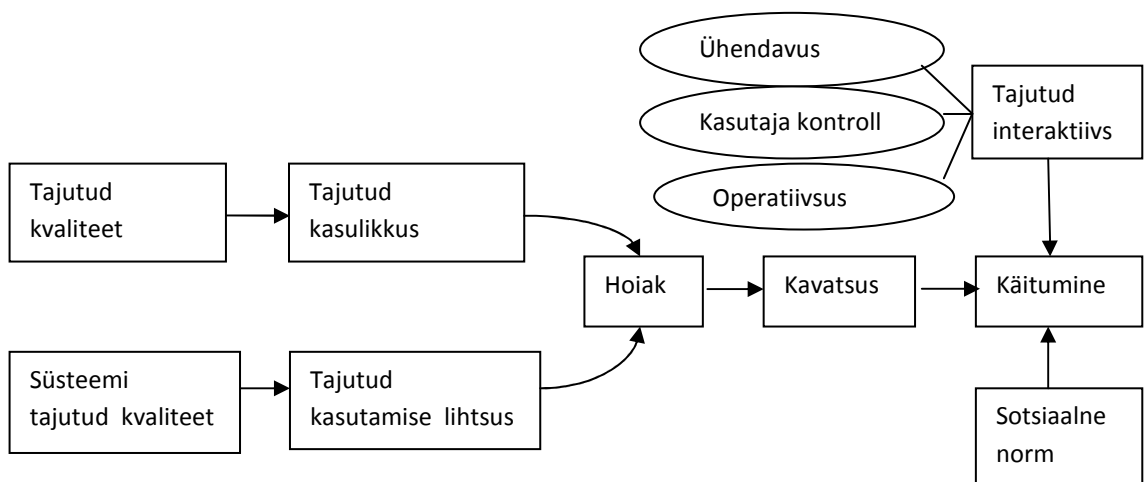 Ühendavus
Kasutaja kontroll
Operatiivsus
Tajutud
interaktiivs
Tajutud
kvaliteet
Tajutud
kasulikkus
Hoiak
Kavatsus
Käitumine
Süsteemi
tajutud kvaliteet
Tajutud
kasutamise lihtsus
Sotsiaalne
norm